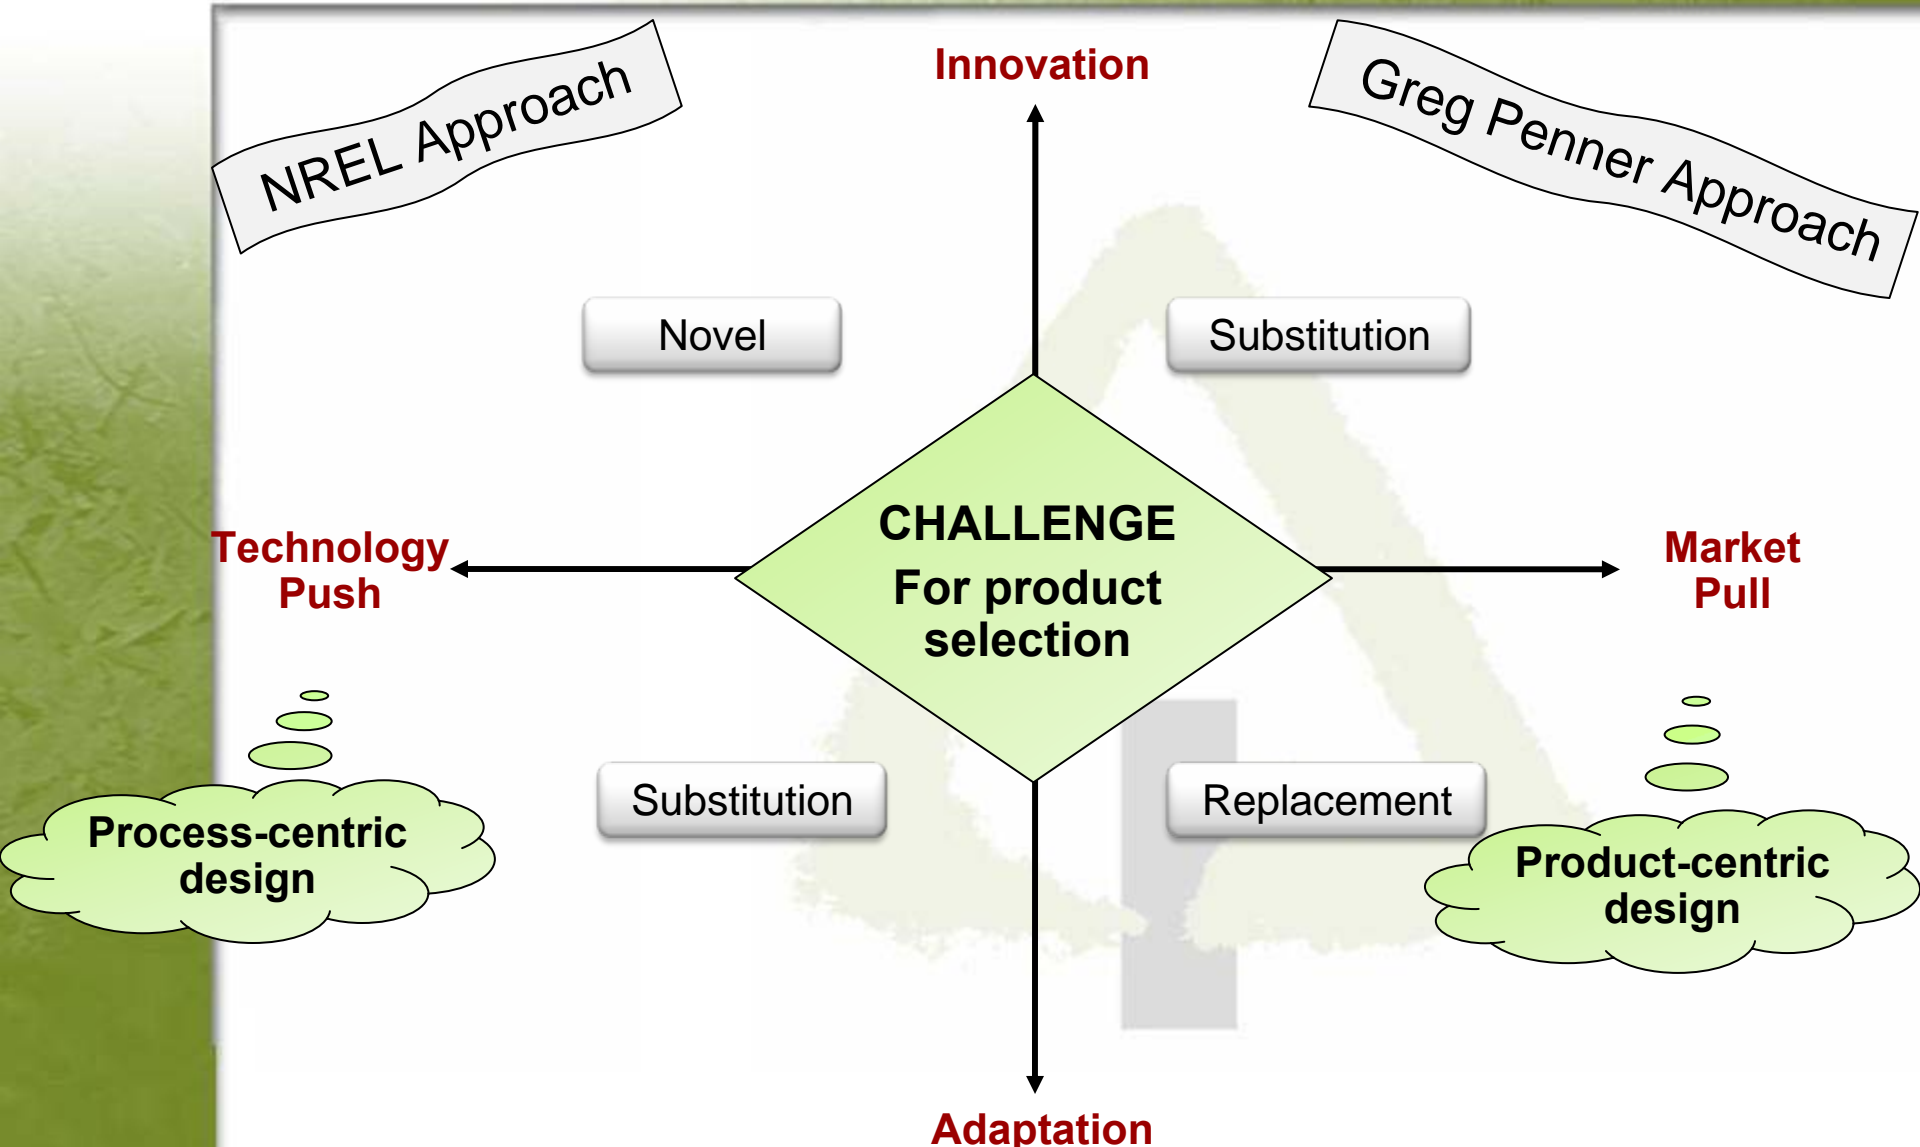 NREL Approach
Innovation
Greg Penner Approach
Novel
Substitution
Technology
Push
CHALLENGE
For product
selection
Market
Pull
Substitution
Replacement
Process-centric
design
Product-centric
design
Adaptation